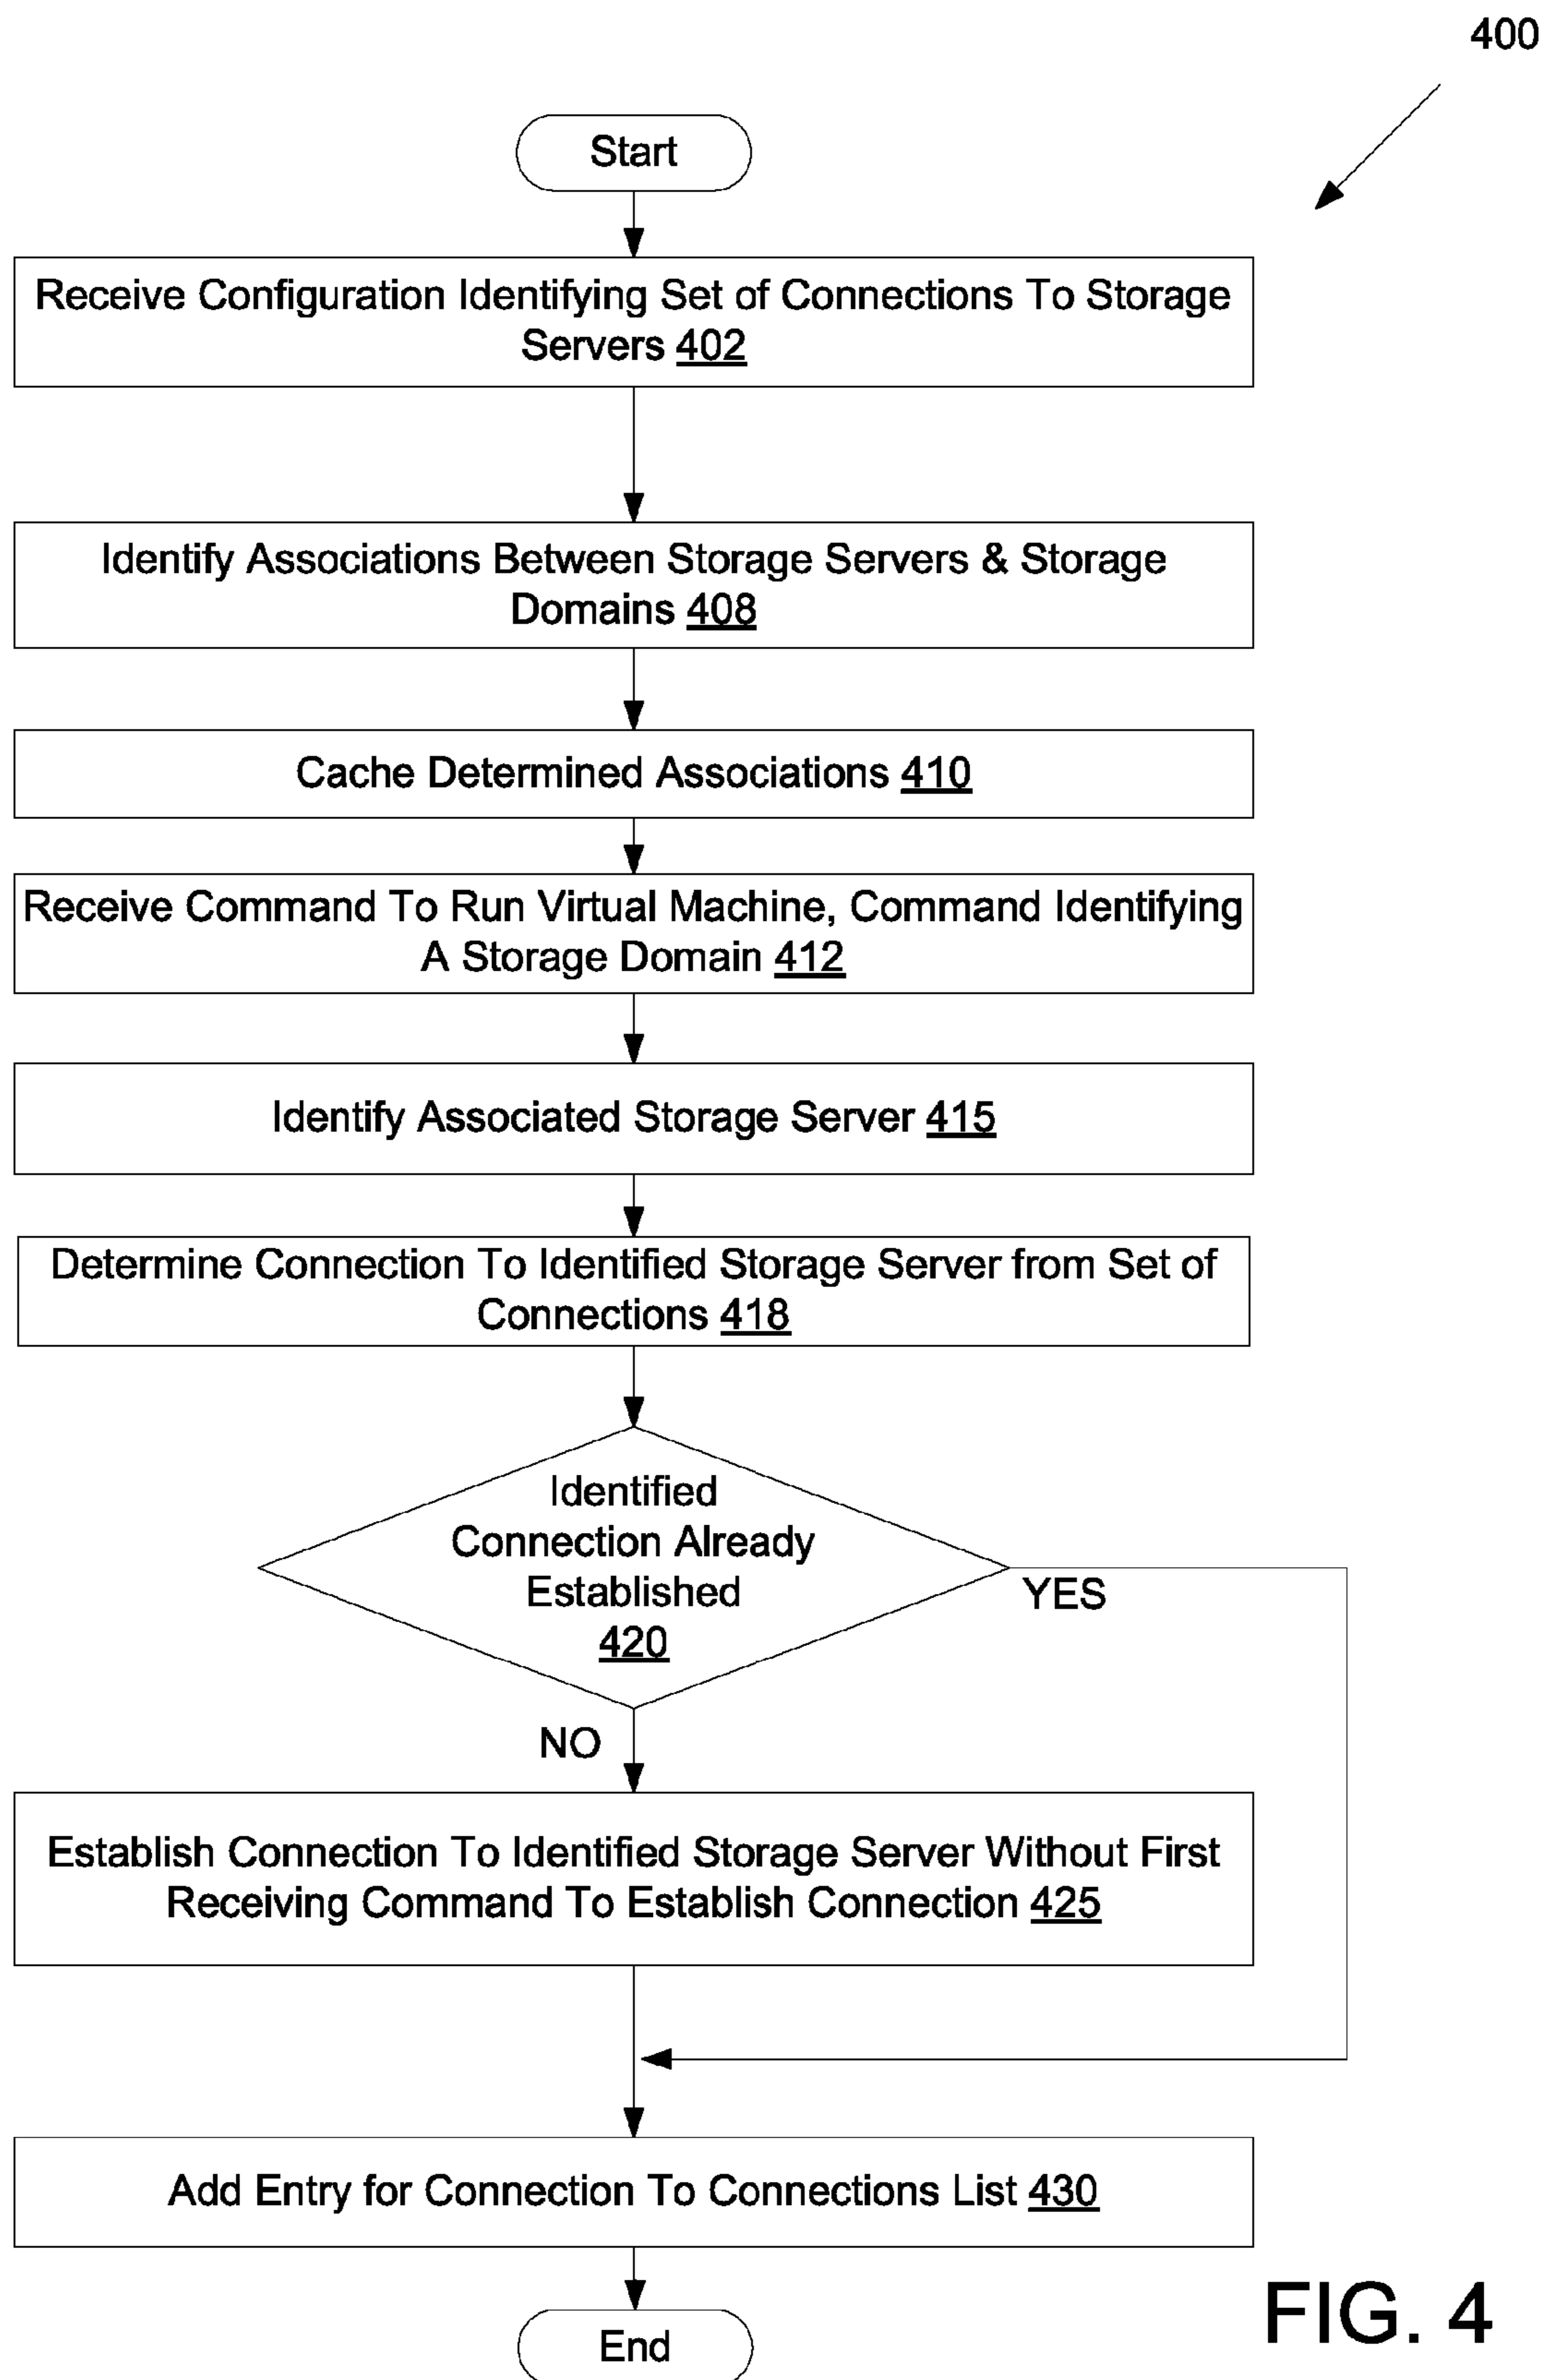 400
Start
Receive Configuration Identifying Set of Connections To Storage
Servers 402
Identify Associations Between Storage Servers & Storage
Domains 408
Cache Determined Associations 410
Receive Command To Run Virtual Machine, Command Identifying
A Storage Domain 412
Identify Associated Storage Server 415
Determine Connection To Identified Storage Server from Set of
Connections 418
Identified
Connection Already
Established
420
YES
NO
Establish Connection To Identified Storage Server Without First
Receiving Command To Establish Connection 425
Add Entry for Connection To Connections List 430
End
FIG. 4